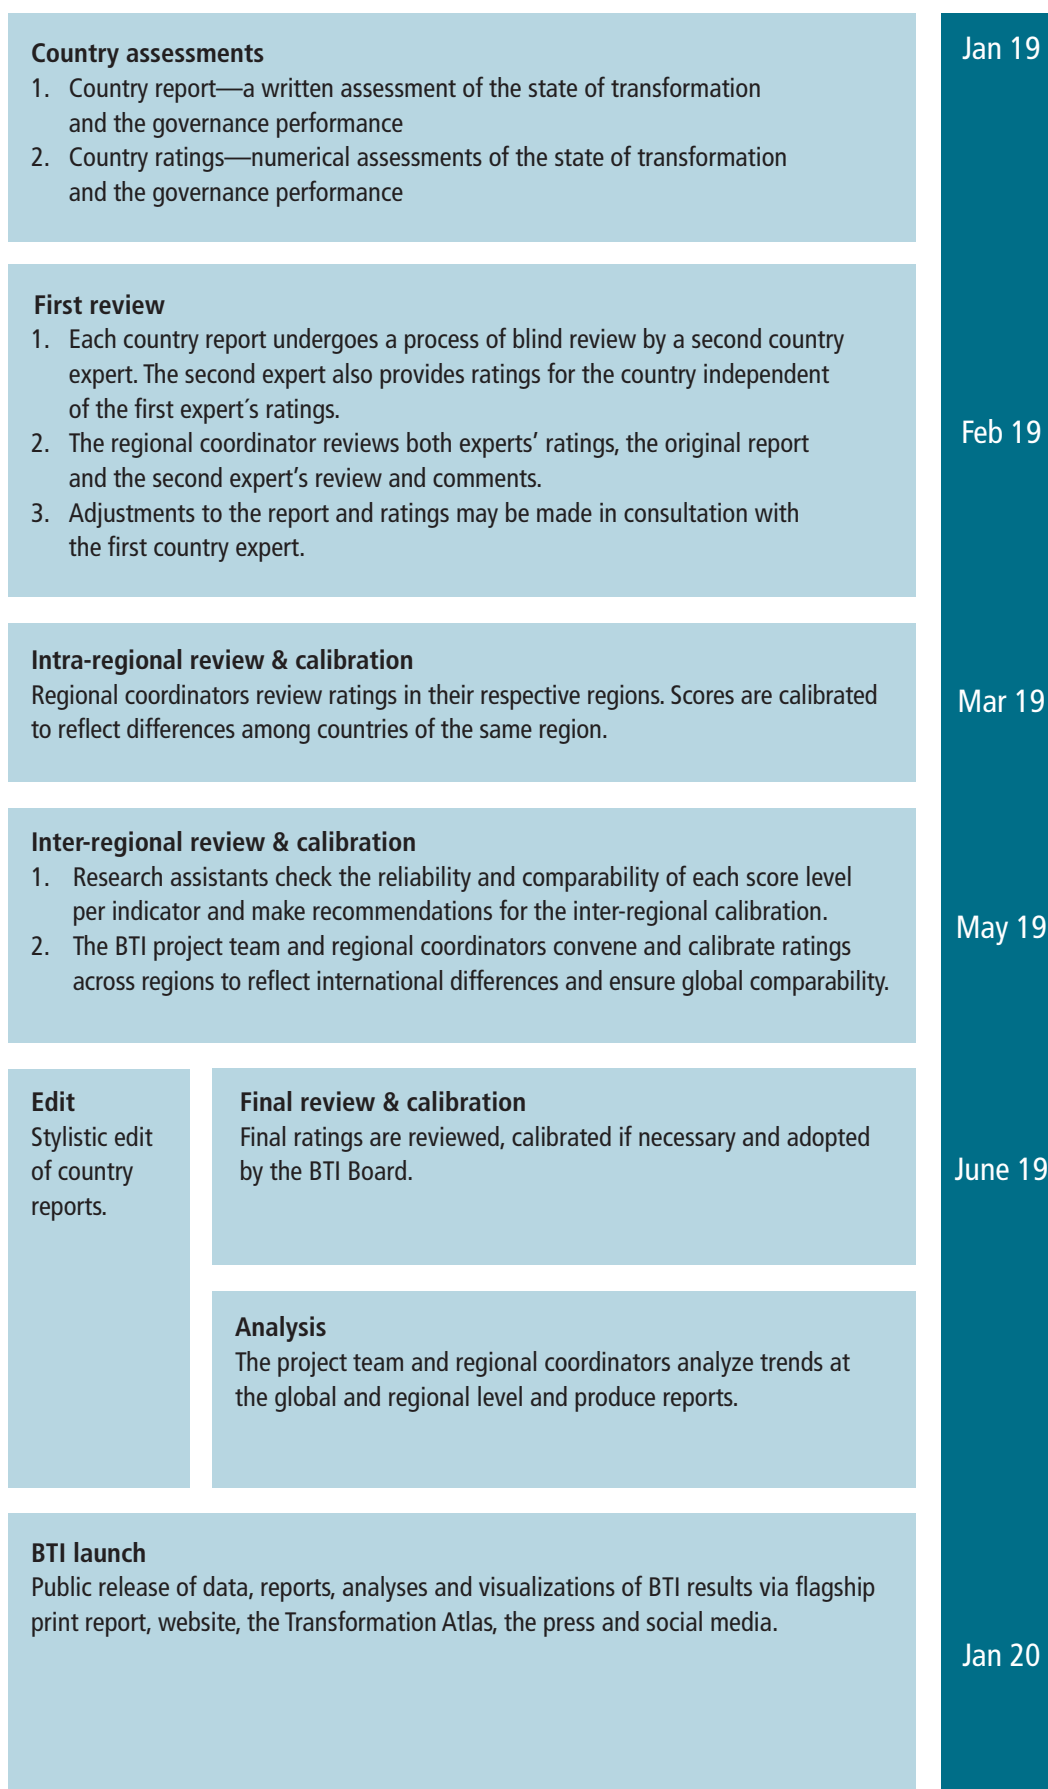 Country assessments
1. Country report—a written assessment of the state of transformation
and the governance performance
2. Country ratings—numerical assessments of the state of transformation
and the governance performance
Jan 19
First review
1. Each country report undergoes a process of blind review by a second country
expert. The second expert also provides ratings for the country independent
of the first expert´s ratings.
2. The regional coordinator reviews both experts’ ratings, the original report
and the second expert’s review and comments.
3. Adjustments to the report and ratings may be made in consultation with
the first country expert.
Feb 19
Intra-regional review & calibration
Regional coordinators review ratings in their respective regions. Scores are calibrated
to reflect differences among countries of the same region.
Mar 19
Inter-regional review & calibration
1. Research assistants check the reliability and comparability of each score level
per indicator and make recommendations for the inter-regional calibration.
2. The BTI project team and regional coordinators convene and calibrate ratings
across regions to reflect international differences and ensure global comparability.
May 19
Edit
Stylistic edit
of country
reports.
Final review & calibration
Final ratings are reviewed, calibrated if necessary and adopted
by the BTI Board.
June 19
Analysis
The project team and regional coordinators analyze trends at
the global and regional level and produce reports.
BTI launch
Public release of data, reports, analyses and visualizations of BTI results via flagship
print report, website, the Transformation Atlas, the press and social media.
Jan 20